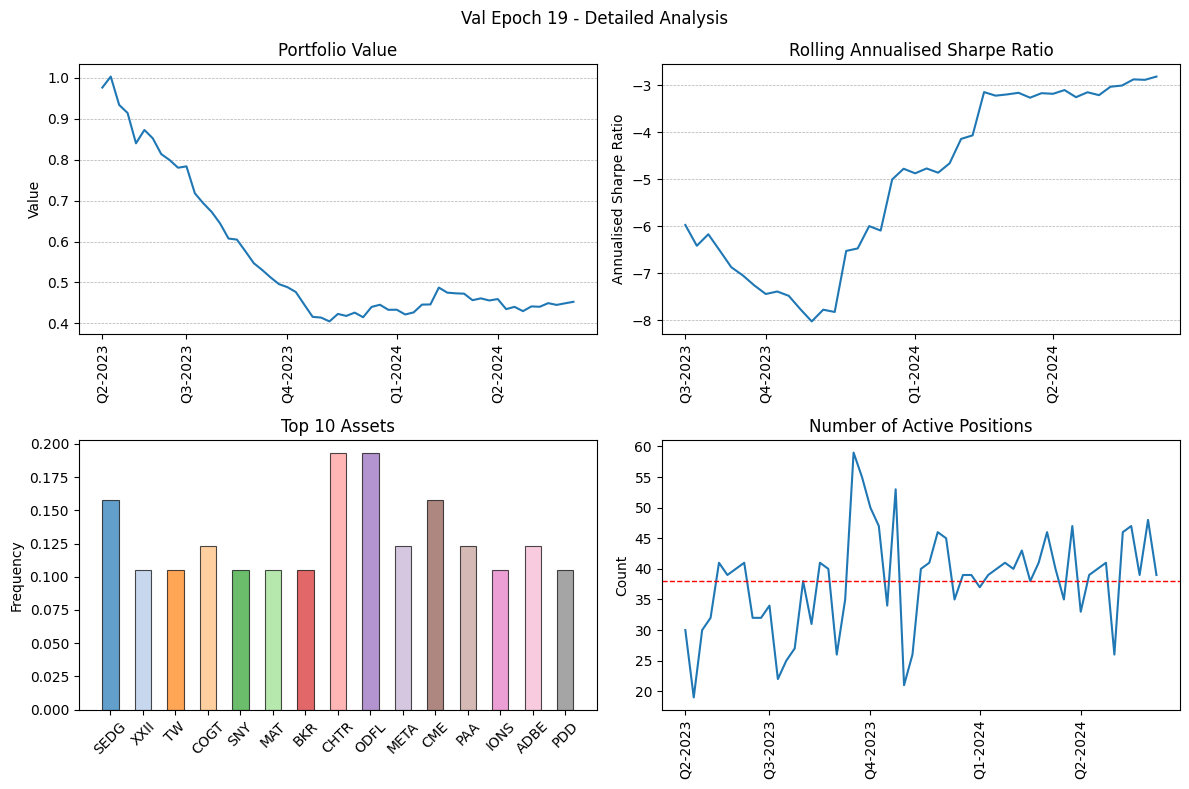 Val Epoch 19 - Detailed Analysis
Portfolio Value
Value
1.0
0.9
0.8
0.7
0.6
0.5
0.4
Q2-2023
Q3-2023
Q4-2023
Q1-2024
Q2-2024
Rolling Annualised Sharpe Ratio
Annualised Sharpe Ratio
−3
−4
−5
−6
−7
−8
Q3-2023
Q4-2023
Q1-2024
Q2-2024
Top 10 Assets
Frequency
0.200
0.175
0.150
0.125
0.100
0.075
0.050
0.025
0.000
SEDG
XXII
TW
COGT
SNY
MAT
BKR
CHTR
ODFL
META
CME
PAA
IONS
ADBE
PDD
Number of Active Positions
Count
60
55
50
45
40
35
30
25
20
Q2-2023
Q3-2023
Q4-2023
Q1-2024
Q2-2024